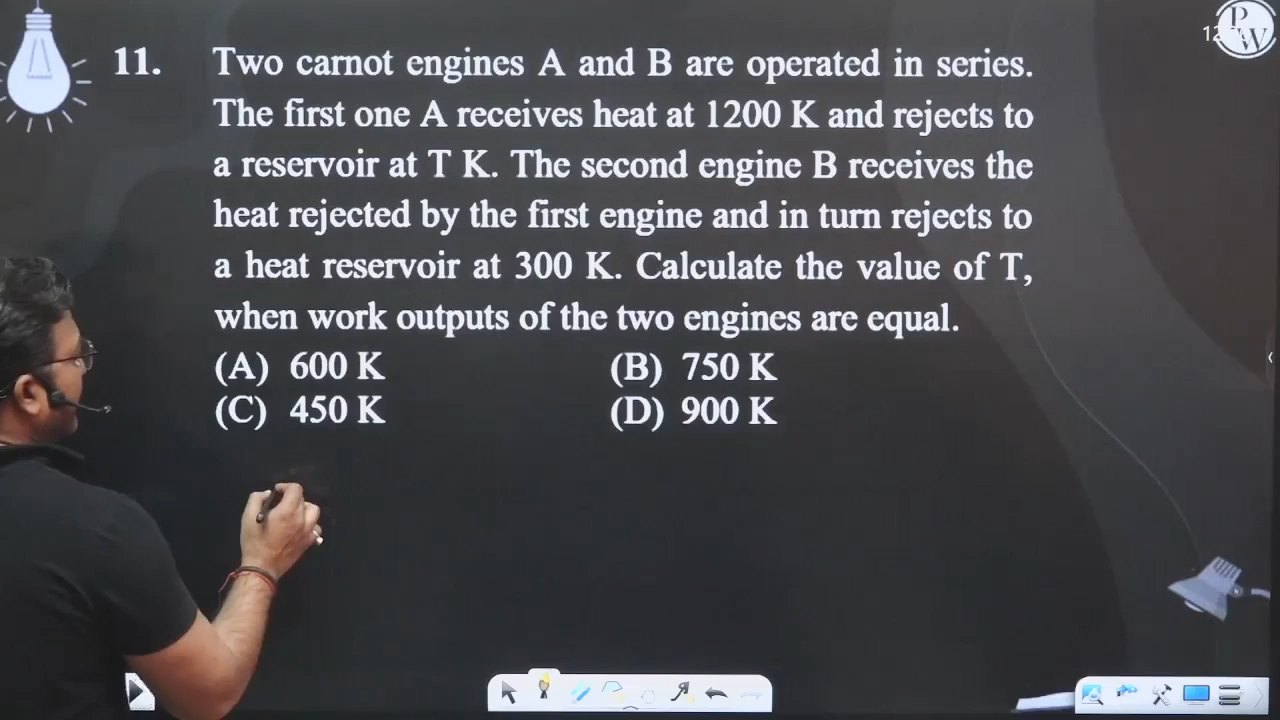 11. Two carnot engines A and B are operated in series.
The first one A receives heat at 1200 K and rejects to
a reservoir at T K. The second engine B receives the
heat rejected by the first engine and in turn rejects to
a heat reservoir at 300 K. Calculate the value of T,
when work outputs of the two engines are equal.
(A) 600 K (B) 750 K
(C) 450 K (D) 900 K
P
W